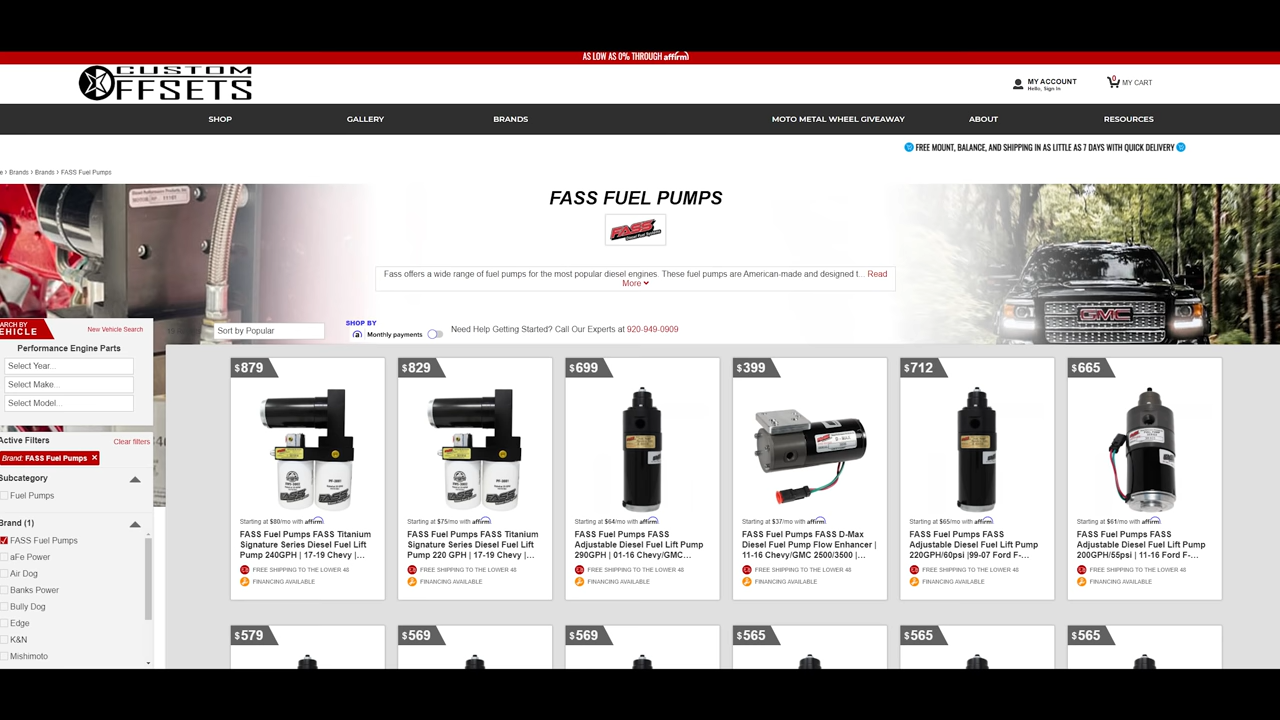 AS LOW AS 0% THROUGH affirm
CUSTOM
OFFSETS
MY ACCOUNT
Hello, Sign In
0
MY CART
SHOP
GALLERY
BRANDS
MOTO METAL WHEEL GIVEAWAY
ABOUT
RESOURCES
FREE MOUNT, BALANCE, AND SHIPPING IN AS LITTLE AS 7 DAYS WITH QUICK DELIVERY
e > Brands > Brands > FASS Fuel Pumps
FASS FUEL PUMPS
FASS
Diesel Fuel Systems
Fass offers a wide range of fuel pumps for the most popular diesel engines. These fuel pumps are American-made and designed t... Read
More
GMC
ARCH BY
EHICLE
New Vehicle Search
Performance Engine Parts
Select Year...
Select Make...
Select Model...
Sort by Popular
SHOP BY
Monthly payments
Need Help Getting Started? Call Our Experts at 920-949-0909
Active Filters
Clear filters
Brand: FASS Fuel Pumps ×
Subcategory
Fuel Pumps
Brand (1)
FASS Fuel Pumps
aFe Power
Air Dog
Banks Power
Bully Dog
Edge
K&N
Mishimoto
$879
Starting at $80/mo with affirm
FASS Fuel Pumps FASS Titanium
Signature Series Diesel Fuel Lift
Pump 240GPH | 17-19 Chevy |...
FREE SHIPPING TO THE LOWER 48
FINANCING AVAILABLE
$829
Starting at $75/mo with affirm
FASS Fuel Pumps FASS Titanium
Signature Series Diesel Fuel Lift
Pump 220 GPH | 17-19 Chevy |...
FREE SHIPPING TO THE LOWER 48
FINANCING AVAILABLE
$699
Starting at $64/mo with affirm
FASS Fuel Pumps FASS
Adjustable Diesel Fuel Lift Pump
290GPH | 01-16 Chevy/GMC...
FREE SHIPPING TO THE LOWER 48
FINANCING AVAILABLE
$399
Starting at $37/mo with affirm
FASS Fuel Pumps FASS D-Max
Diesel Fuel Pump Flow Enhancer |
11-16 Chevy/GMC 2500/3500 |...
FREE SHIPPING TO THE LOWER 48
FINANCING AVAILABLE
$712
Starting at $65/mo with affirm
FASS Fuel Pumps FASS
Adjustable Diesel Fuel Lift Pump
220GPH/60psi |99-07 Ford F-...
FREE SHIPPING TO THE LOWER 48
FINANCING AVAILABLE
$665
Starting at $61/mo with affirm
FASS Fuel Pumps FASS
Adjustable Diesel Fuel Lift Pump
200GPH/55psi | 11-16 Ford F-...
FREE SHIPPING TO THE LOWER 48
FINANCING AVAILABLE
$579
$569
$569
$565
$565
$565